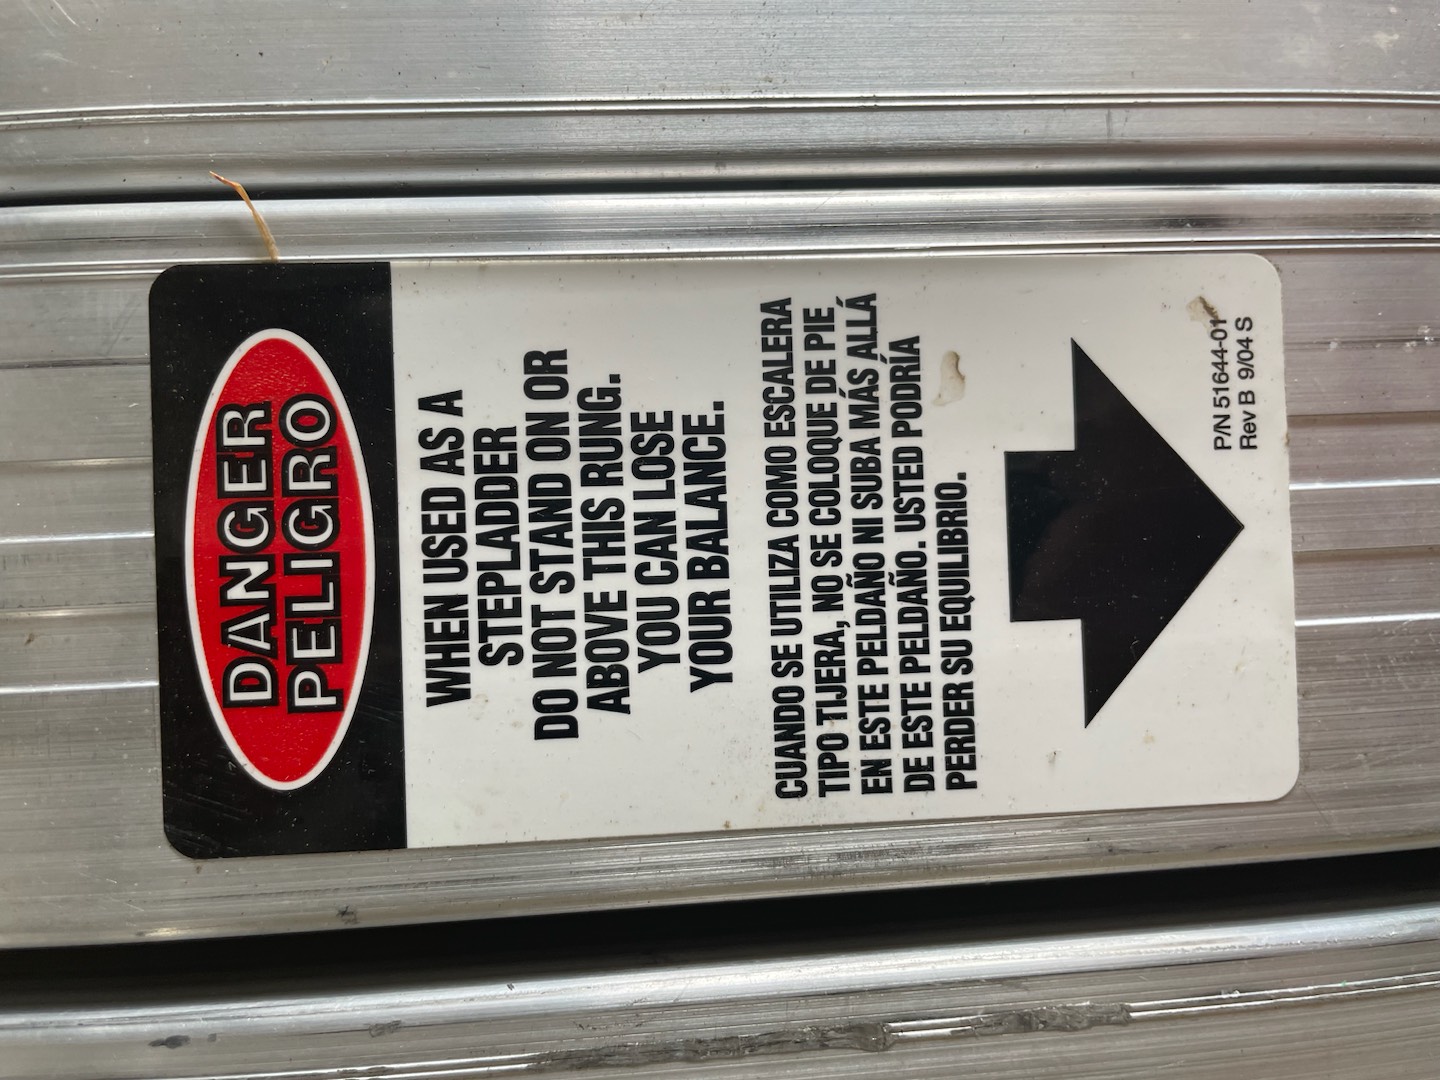 DANGER
PELIGRO
WHEN USED AS A
STEPLADDER
DO NOT STAND ON OR
ABOVE THIS RUNG.
YOU CAN LOSE
YOUR BALANCE.
CUANDO SE UTILIZA COMO ESCALERA
TIPO TIJERA, NO SE COLOQUE DE PIE
EN ESTE PELDAÑO NI SUBA MÁS ALLÁ
DE ESTE PELDAÑO. USTED PODRÍA
PERDER SU EQUILIBRIO.
P/N 51644-01
Rev B 9/04 S